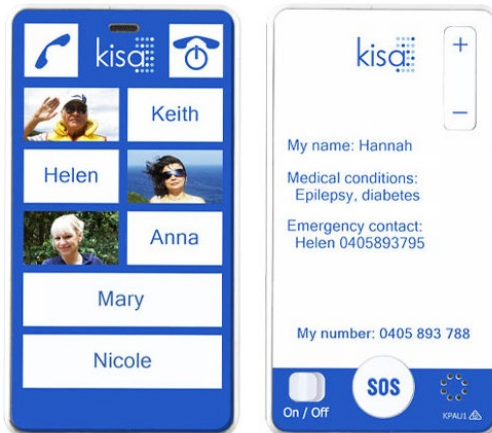 kisa
Keith
Helen
Anna
Mary
Nicole
kisa
+
–
My name: Hannah
Medical conditions:
Epilepsy, diabetes
Emergency contact:
Helen 0405893795
My number: 0405 893 788
SOS
On / Off
KPAU1